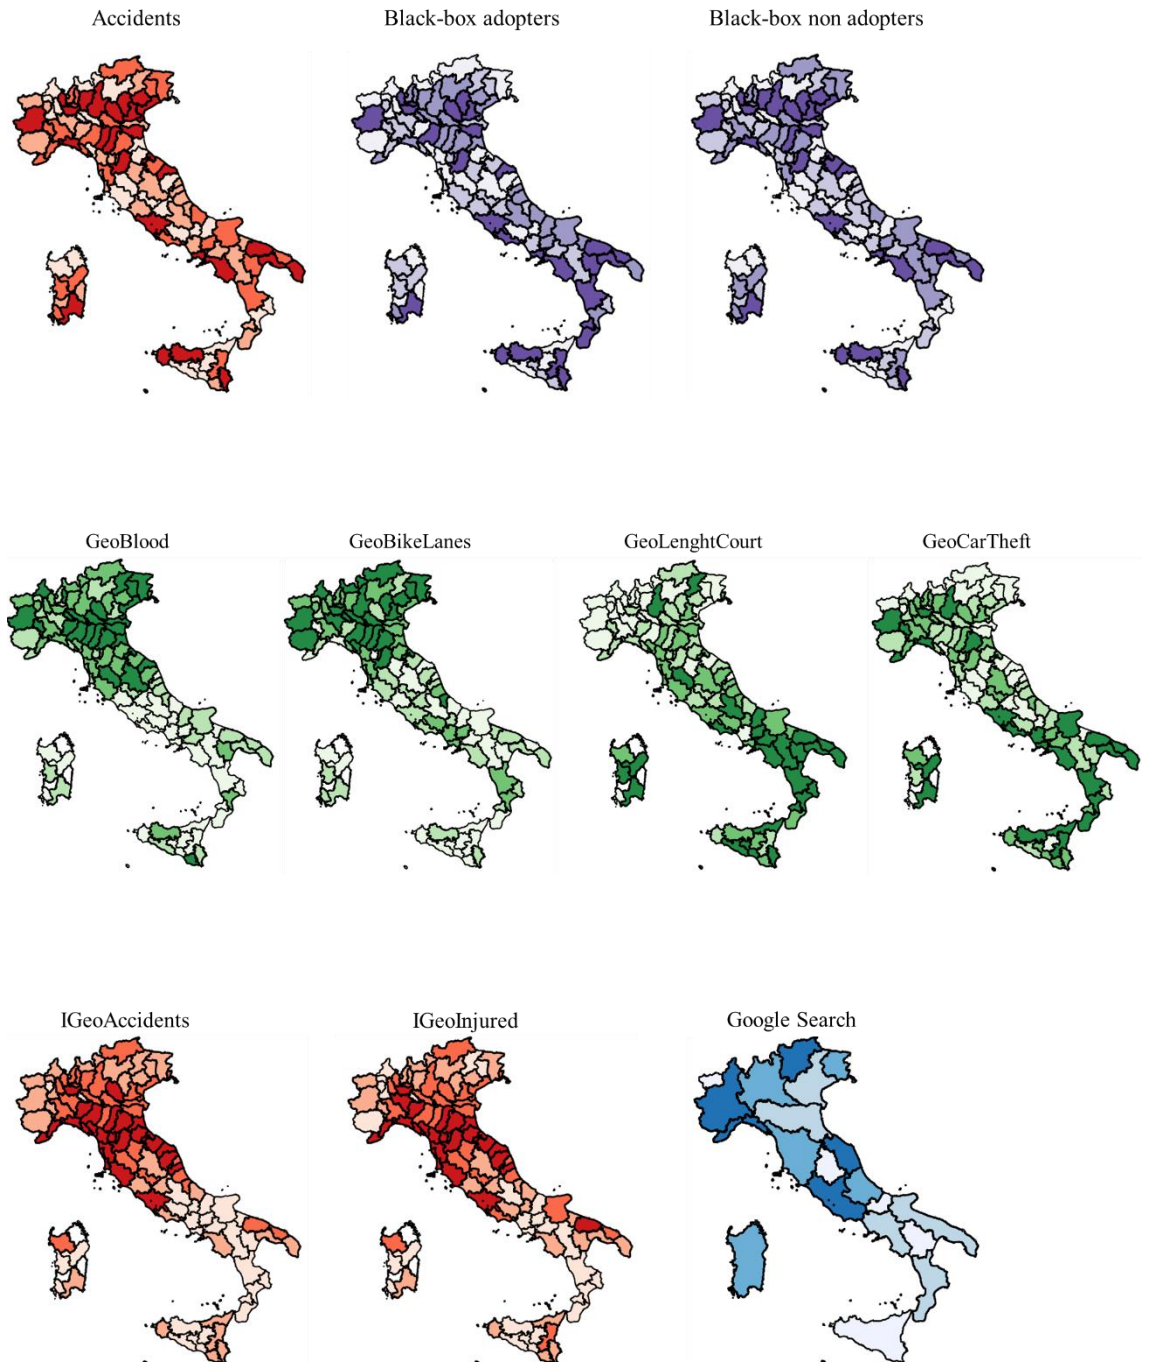 Accidents
Black-box adopters
Black-box non adopters
GeoBlood
GeoBikeLanes
GeoLenghtCourt
GeoCarTheft
IGeoAccidents
IGeoInjured
Google Search